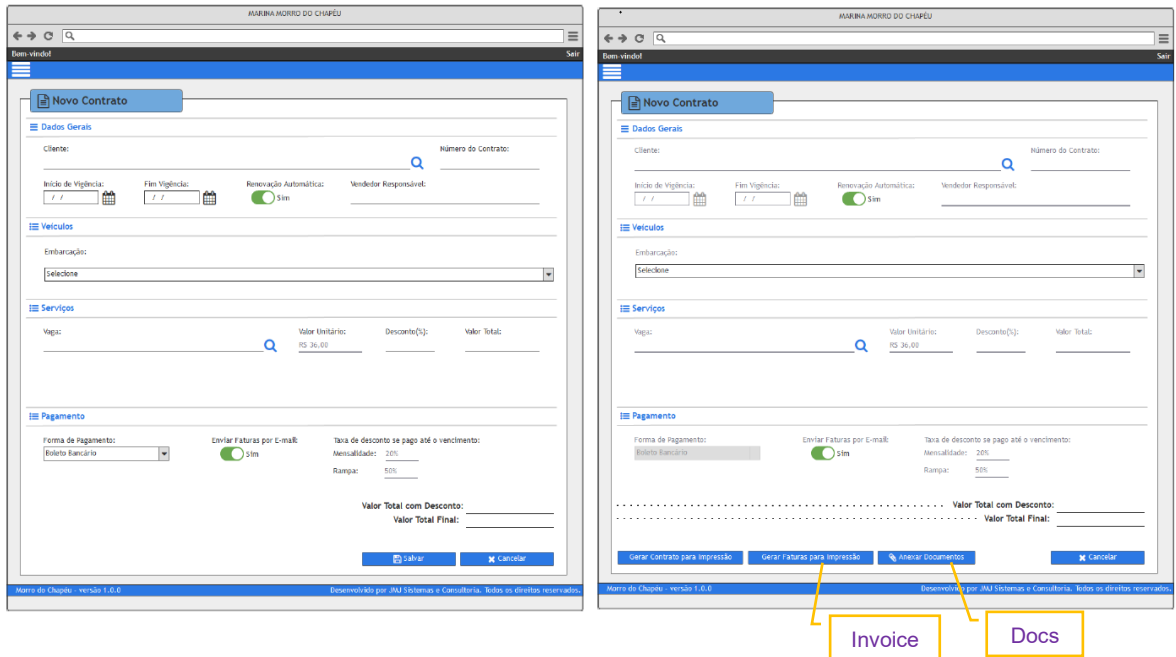 MARINA MORRO DO CHAPÉU
Bem-vindo! Sair
Novo Contrato
Dados Gerais
Cliente: Número do Contrato:
Início de Vigência: Fim Vigência: Renovação Automática: Vendedor Responsável:
/ / / / Sim
Veículos
Embarcação:
Selecione
Serviços
Vaga: Valor Unitário: Desconto(%): Valor Total:
R$ 36,00
Pagamento
Forma de Pagamento: Enviar Faturas por E-mail: Taxa de desconto se pago até o vencimento:
Boleto Bancário Sim Mensalidade: 20%
Rampa: 50%
Valor Total com Desconto:
Valor Total Final:
Salvar Cancelar
Morro do Chapéu - versão 1.0.0 Desenvolvido por JMJ Sistemas e Consultoria. Todos os direitos reservados.
MARINA MORRO DO CHAPÉU
Bem-vindo! Sair
Novo Contrato
Dados Gerais
Cliente: Número do Contrato:
Início de Vigência: Fim Vigência: Renovação Automática: Vendedor Responsável:
/ / / / Sim
Veículos
Embarcação:
Selecione
Serviços
Vaga: Valor Unitário: Desconto(%): Valor Total:
R$ 36,00
Pagamento
Forma de Pagamento: Enviar Faturas por E-mail: Taxa de desconto se pago até o vencimento:
Boleto Bancário Sim Mensalidade: 20%
Rampa: 50%
Valor Total com Desconto:
Valor Total Final:
Gerar Contrato para Impressão Gerar Faturas para Impressão Anexar Documentos Cancelar
Morro do Chapéu - versão 1.0.0 Desenvolvido por JMJ Sistemas e Consultoria. Todos os direitos reservados.
Invoice Docs